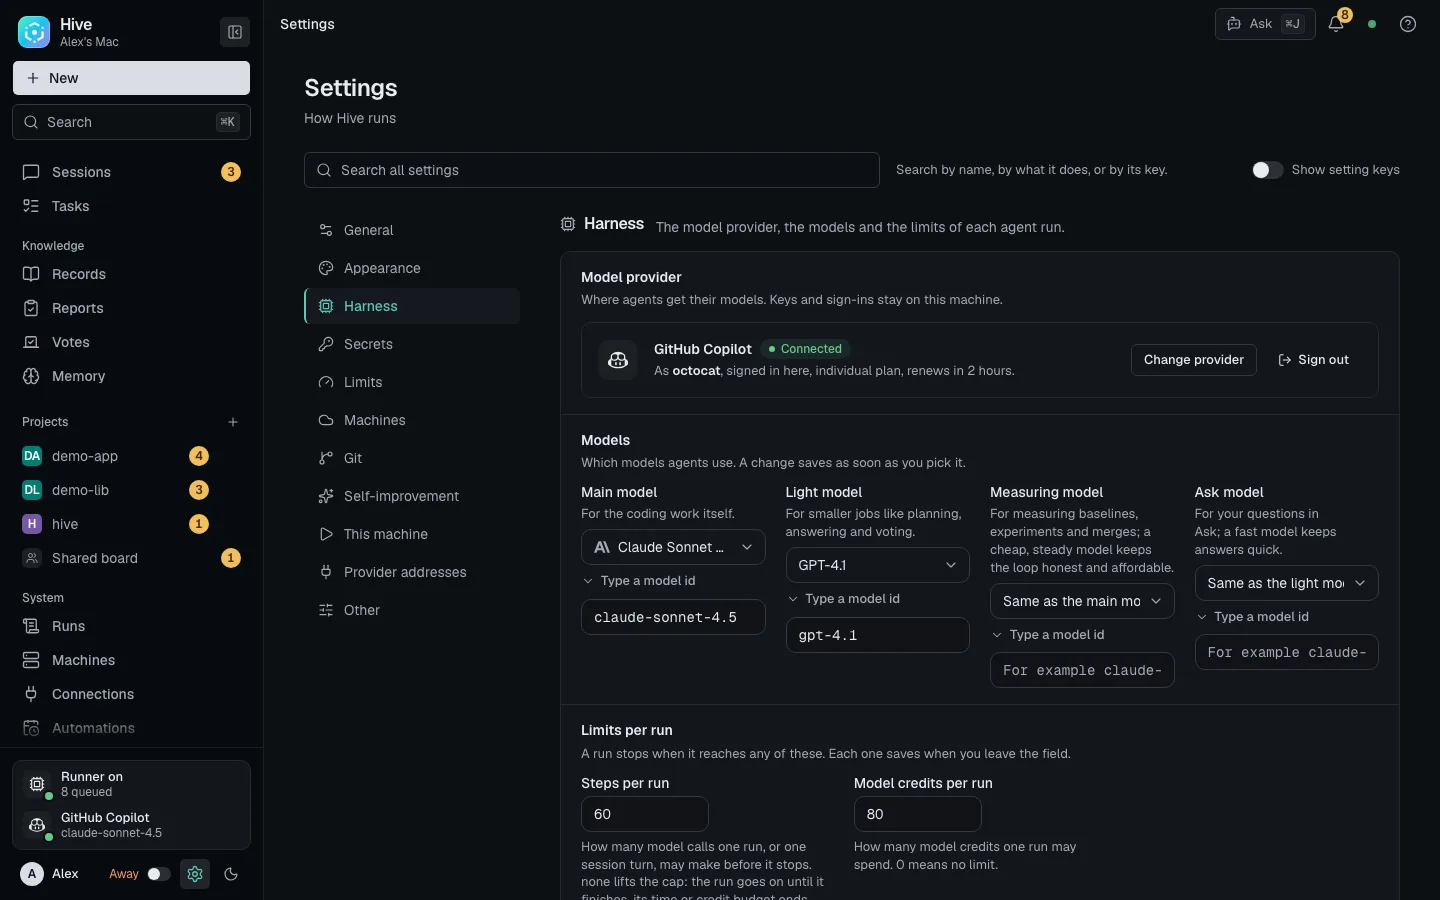 Hive
Alex's Mac
New
Search
⌘K
Sessions
3
Tasks
Knowledge
Records
Reports
Votes
Memory
Projects
DA
demo-app
4
DL
demo-lib
3
H
hive
1
Shared board
1
System
Runs
Machines
Connections
Automations
Runner on
8 queued
GitHub Copilot
claude-sonnet-4.5
A
Alex
Away
Settings
Ask
⌘J
8
Settings
How Hive runs
Search all settings
Search by name, by what it does, or by its key.
Show setting keys
General
Appearance
Harness
Secrets
Limits
Machines
Git
Self-improvement
This machine
Provider addresses
Other
Harness The model provider, the models and the limits of each agent run.
Model provider
Where agents get their models. Keys and sign-ins stay on this machine.
GitHub Copilot
Connected
As octocat, signed in here, individual plan, renews in 2 hours.
Change provider
Sign out
Models
Which models agents use. A change saves as soon as you pick it.
Main model
For the coding work itself.
Claude Sonnet ...
Type a model id
claude-sonnet-4.5
Light model
For smaller jobs like planning,
answering and voting.
GPT-4.1
Type a model id
gpt-4.1
Measuring model
For measuring baselines,
experiments and merges; a
cheap, steady model keeps
the loop honest and affordable.
Same as the main mo
Type a model id
For example claude-
Ask model
For your questions in
Ask; a fast model keeps
answers quick.
Same as the light mo
Type a model id
For example claude-
Limits per run
A run stops when it reaches any of these. Each one saves when you leave the field.
Steps per run
60
How many model calls one run, or one
session turn, may make before it stops.
none lifts the cap: the run goes on until it
finishes, its time or credit budget ends
Model credits per run
80
How many model credits one run may
spend. 0 means no limit.